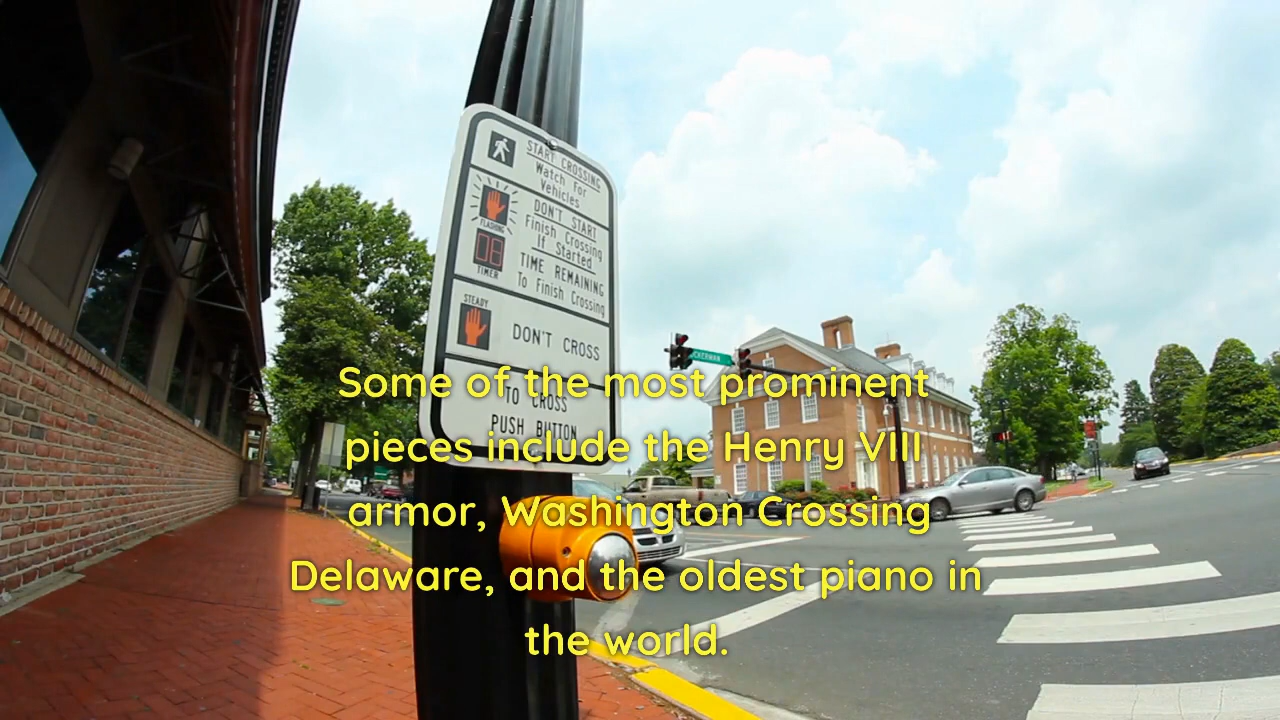 START CROSSING
Watch For
Vehicles
FLASHING
DON'T START
Finish Crossing
If Started
08
TIMER
TIME REMAINING
To Finish Crossing
STEADY
DON'T CROSS
TO CROSS
PUSH BUTTON
Some of the most prominent
pieces include the Henry VIII
armor, Washington Crossing
Delaware, and the oldest piano in
the world.